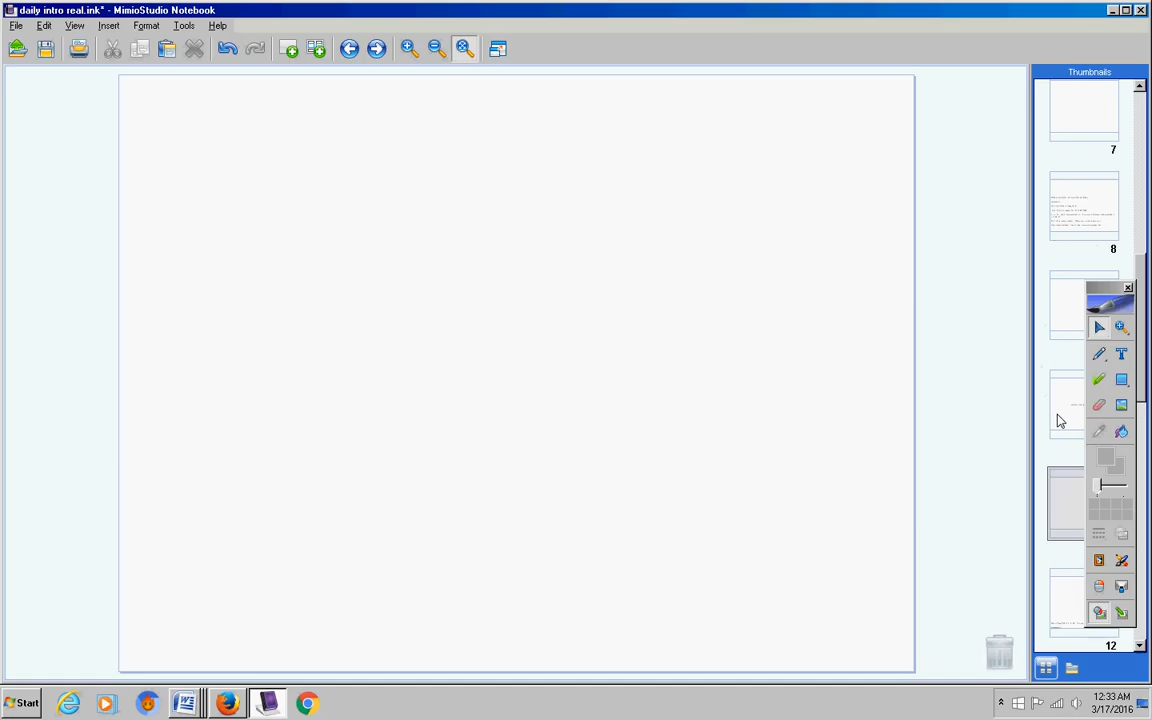 daily intro real.ink* - MimioStudio Notebook
File Edit View Insert Format Tools Help
Thumbnails
7
8
12
Start
12:33 AM
3/17/2016